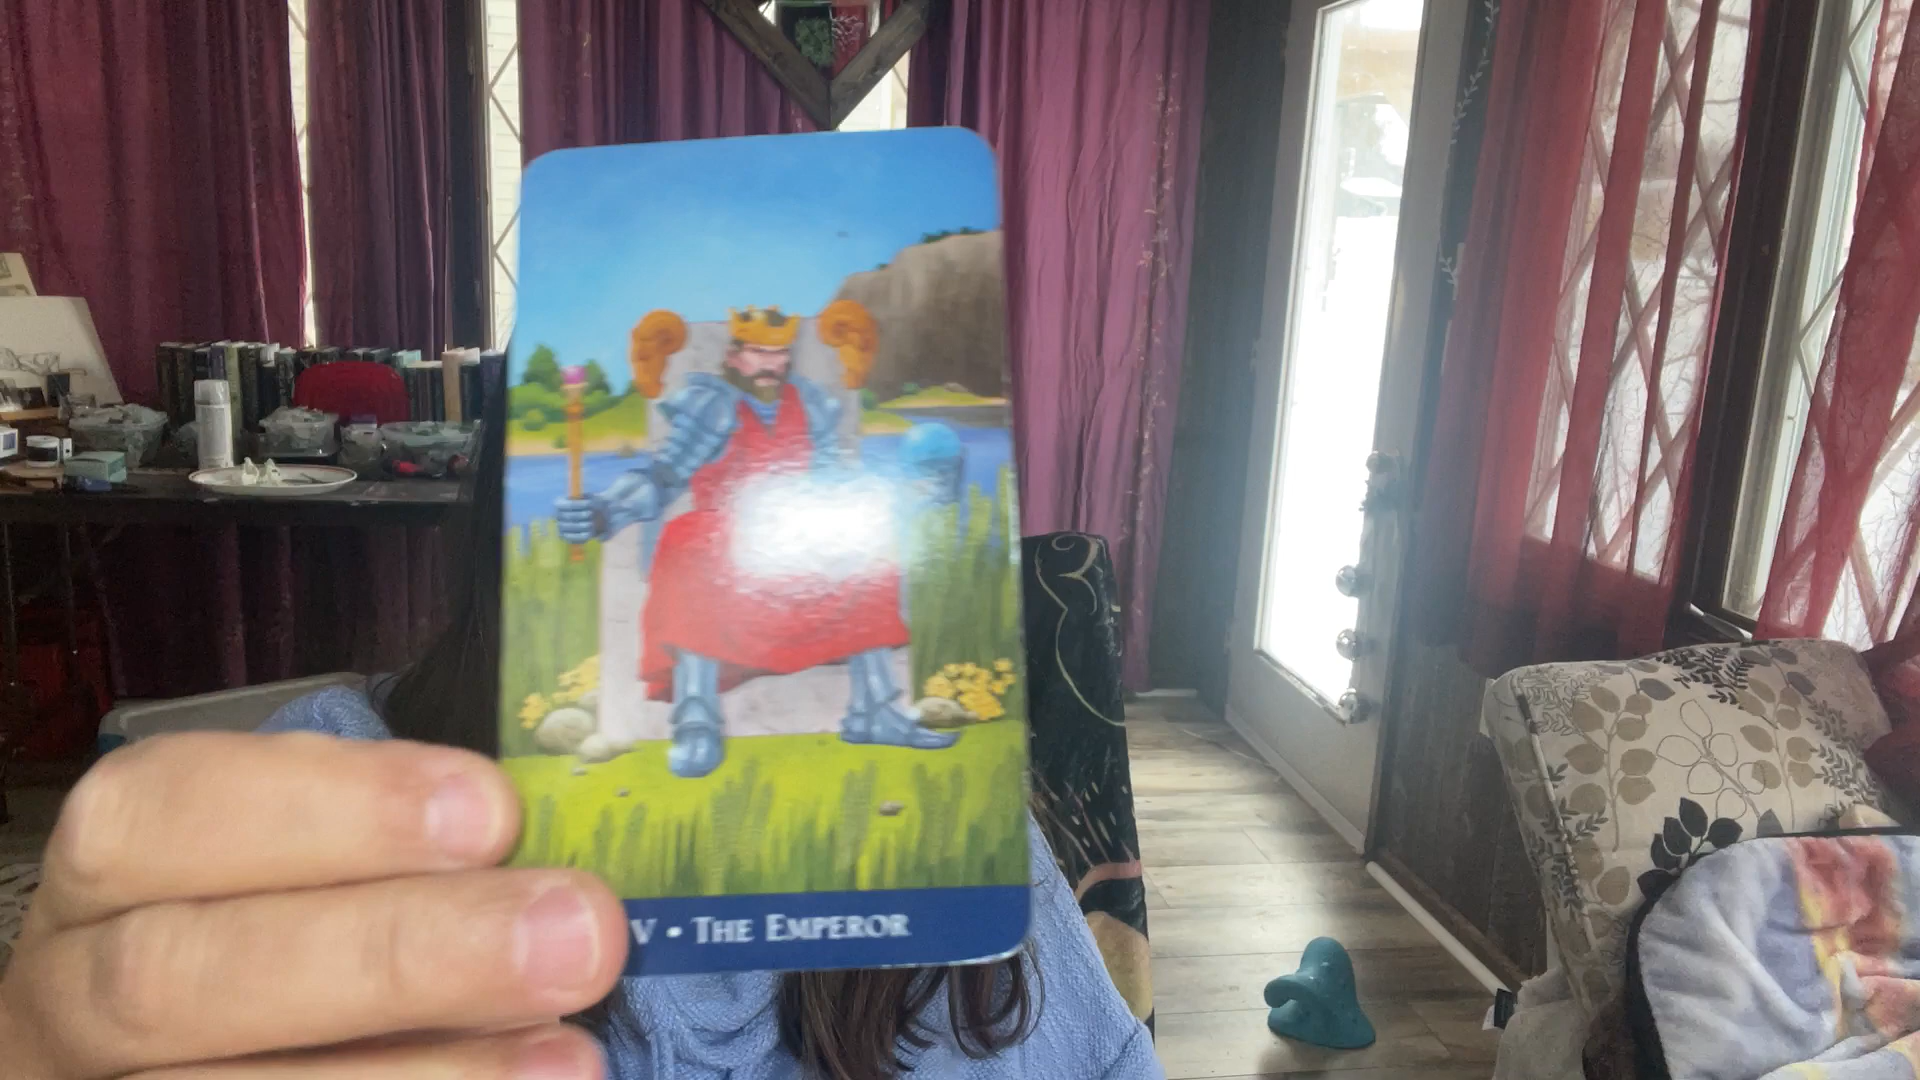 V • THE EMPEROR